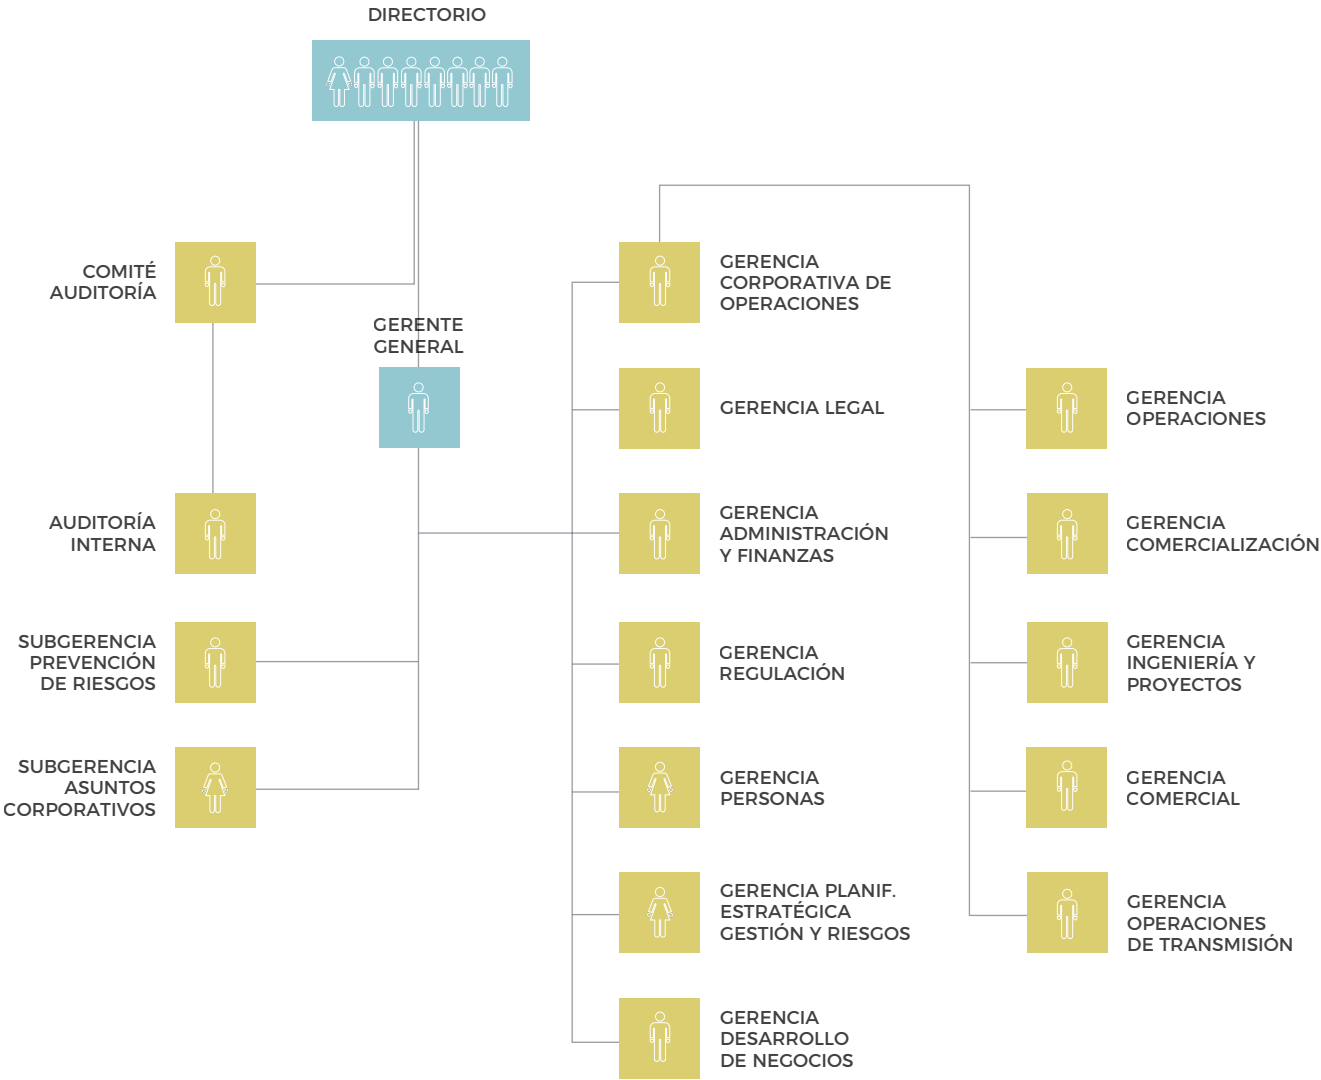 DIRECTORIO
COMITÉ
AUDITORÍA
GERENTE
GENERAL
AUDITORÍA
INTERNA
SUBGERENCIA
PREVENCIÓN
DE RIESGOS
SUBGERENCIA
ASUNTOS
CORPORATIVOS
GERENCIA
CORPORATIVA DE
OPERACIONES
GERENCIA LEGAL
GERENCIA
ADMINISTRACIÓN
Y FINANZAS
GERENCIA
REGULACIÓN
GERENCIA
PERSONAS
GERENCIA PLANIF.
ESTRATÉGICA
GESTIÓN Y RIESGOS
GERENCIA
DESARROLLO
DE NEGOCIOS
GERENCIA
OPERACIONES
GERENCIA
COMERCIALIZACIÓN
GERENCIA
INGENIERÍA Y
PROYECTOS
GERENCIA
COMERCIAL
GERENCIA
OPERACIONES
DE TRANSMISIÓN